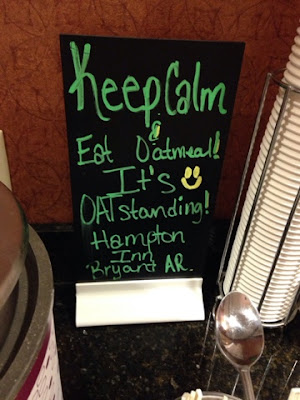 Keep Calm
&
Eat Oatmeal!
It's
OATstanding!
Hampton
Inn
Bryant AR.